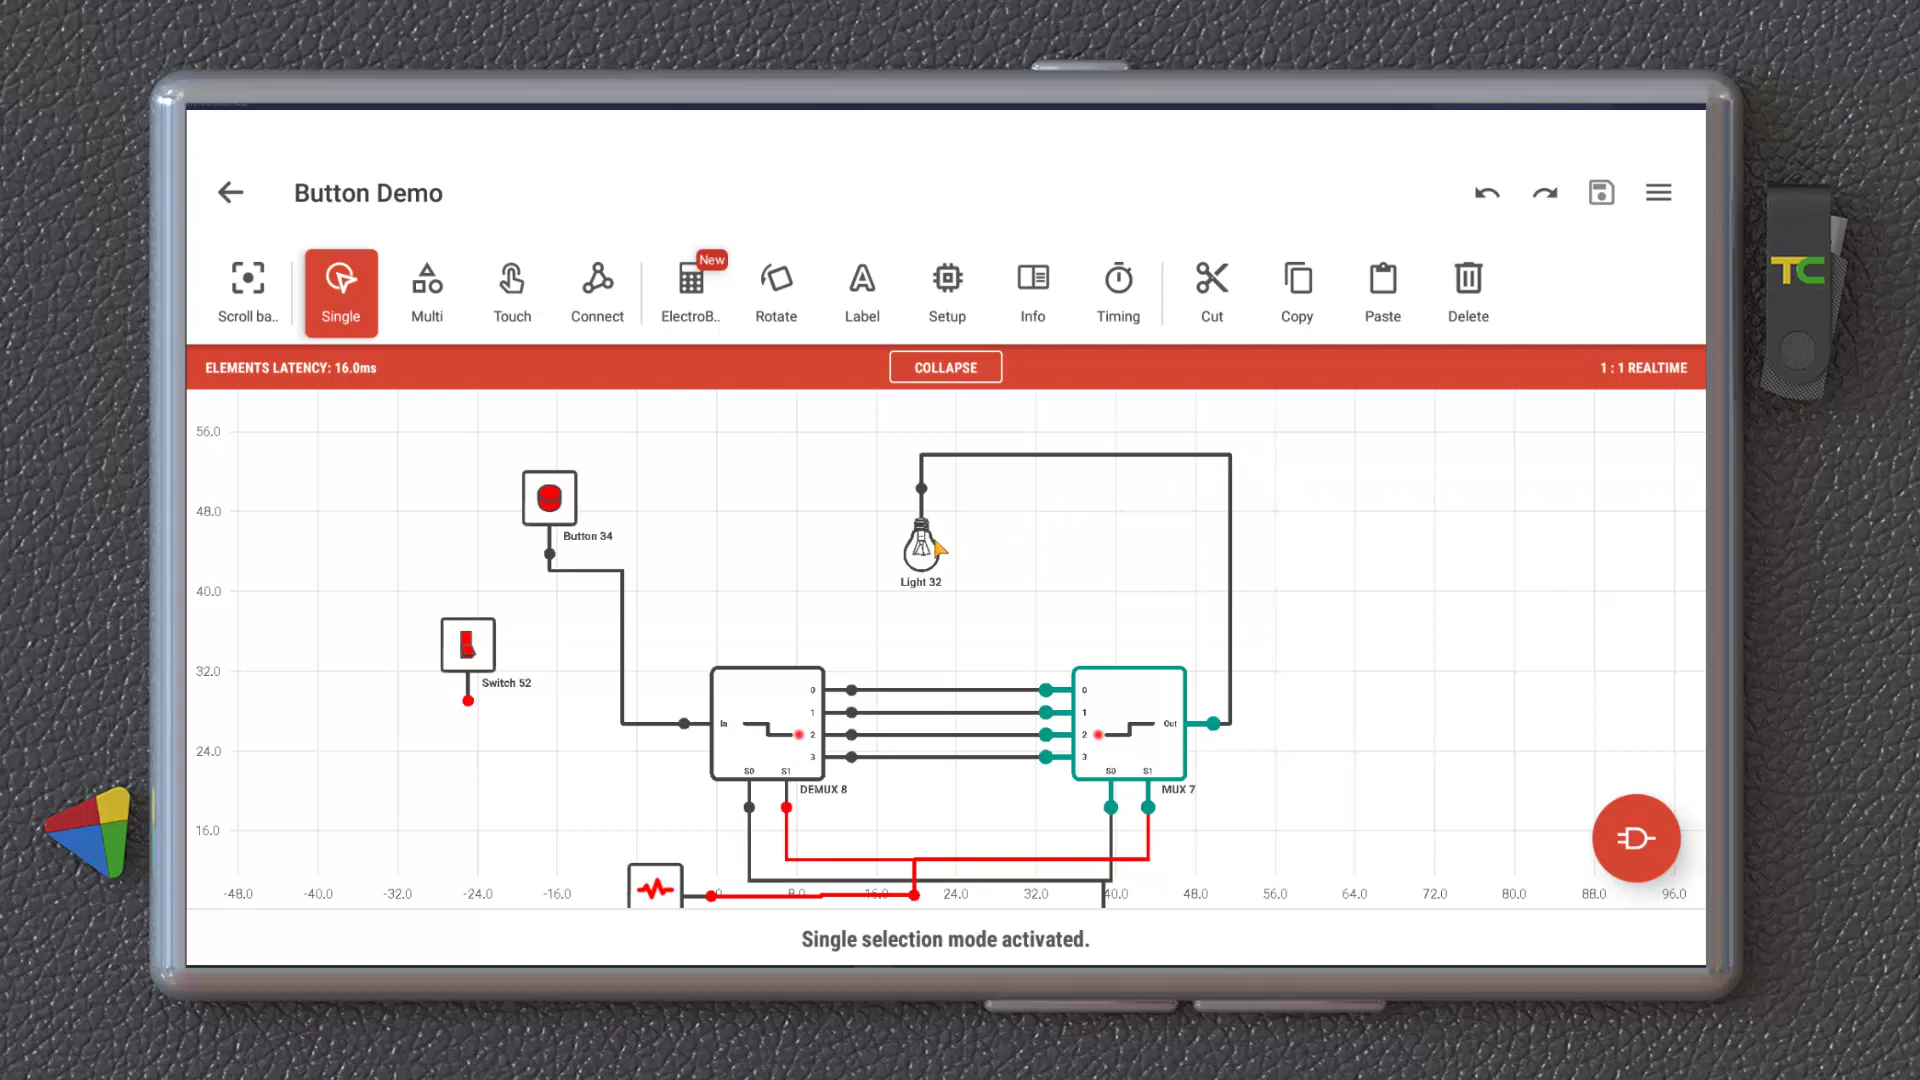 Button Demo
New
Scroll ba..
Single
Multi
Touch
Connect
ElectroB..
Rotate
Label
Setup
Info
Timing
Cut
Copy
Paste
Delete
ELEMENTS LATENCY: 16.0ms
COLLAPSE
1 : 1 REALTIME
TC
56.0
48.0
40.0
32.0
24.0
16.0
Button 34
Light 32
Switch 52
In
0
1
2
3
S0
S1
DEMUX 8
0
1
2
3
Out
S0
S1
MUX 7
-48.0
-40.0
-32.0
-24.0
-16.0
8.0
16.0
24.0
32.0
40.0
48.0
56.0
64.0
72.0
80.0
88.0
96.0
Single selection mode activated.